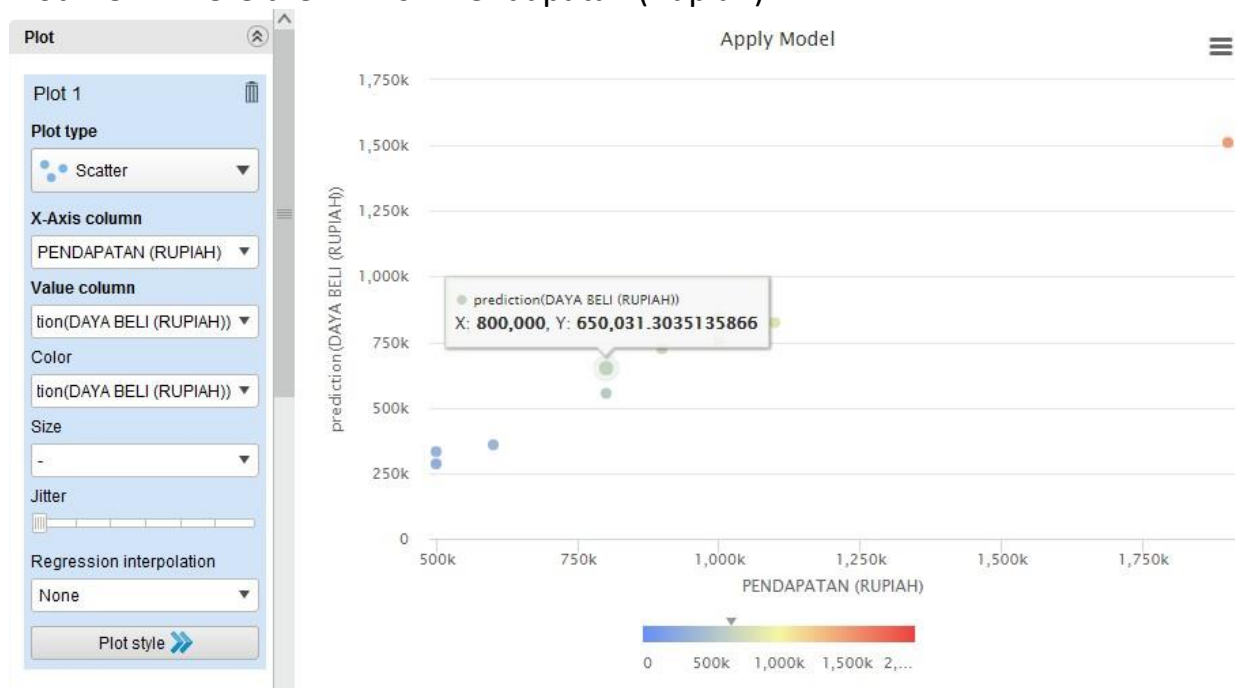 Plot
Plot 1
Plot type
Scatter
X-Axis column
PENDAPATAN (RUPIAH)
Value column
tion(DAYA BELI (RUPIAH))
Color
tion(DAYA BELI (RUPIAH))
Size
-
Jitter
Regression interpolation
None
Plot style
Apply Model
prediction(DAYA BELI (RUPIAH))
1,750k
1,500k
1,250k
1,000k
750k
500k
250k
0
prediction(DAYA BELI (RUPIAH))
X: 800,000, Y: 650,031.3035135866
500k 750k 1,000k 1,250k 1,500k 1,750k
PENDAPATAN (RUPIAH)
0 500k 1,000k 1,500k 2,...